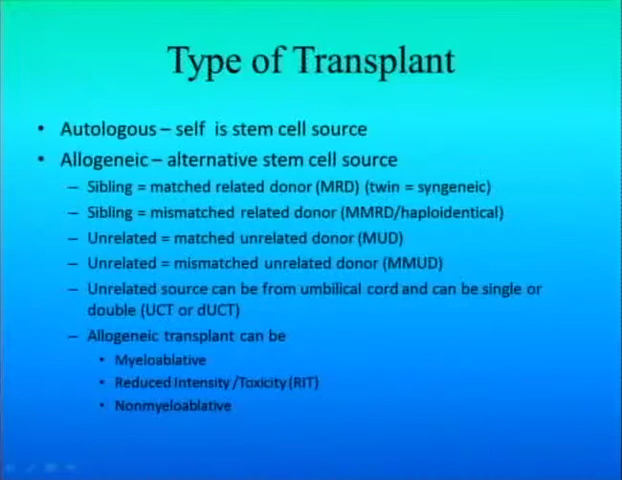 Type of Transplant
• Autologous – self is stem cell source
• Allogeneic – alternative stem cell source
– Sibling = matched related donor (MRD) (twin = syngeneic)
– Sibling = mismatched related donor (MMRD/haploidentical)
– Unrelated = matched unrelated donor (MUD)
– Unrelated = mismatched unrelated donor (MMUD)
– Unrelated source can be from umbilical cord and can be single or
double (UCT or dUCT)
– Allogeneic transplant can be
• Myeloablative
• Reduced Intensity/Toxicity (RIT)
• Nonmyeloablative